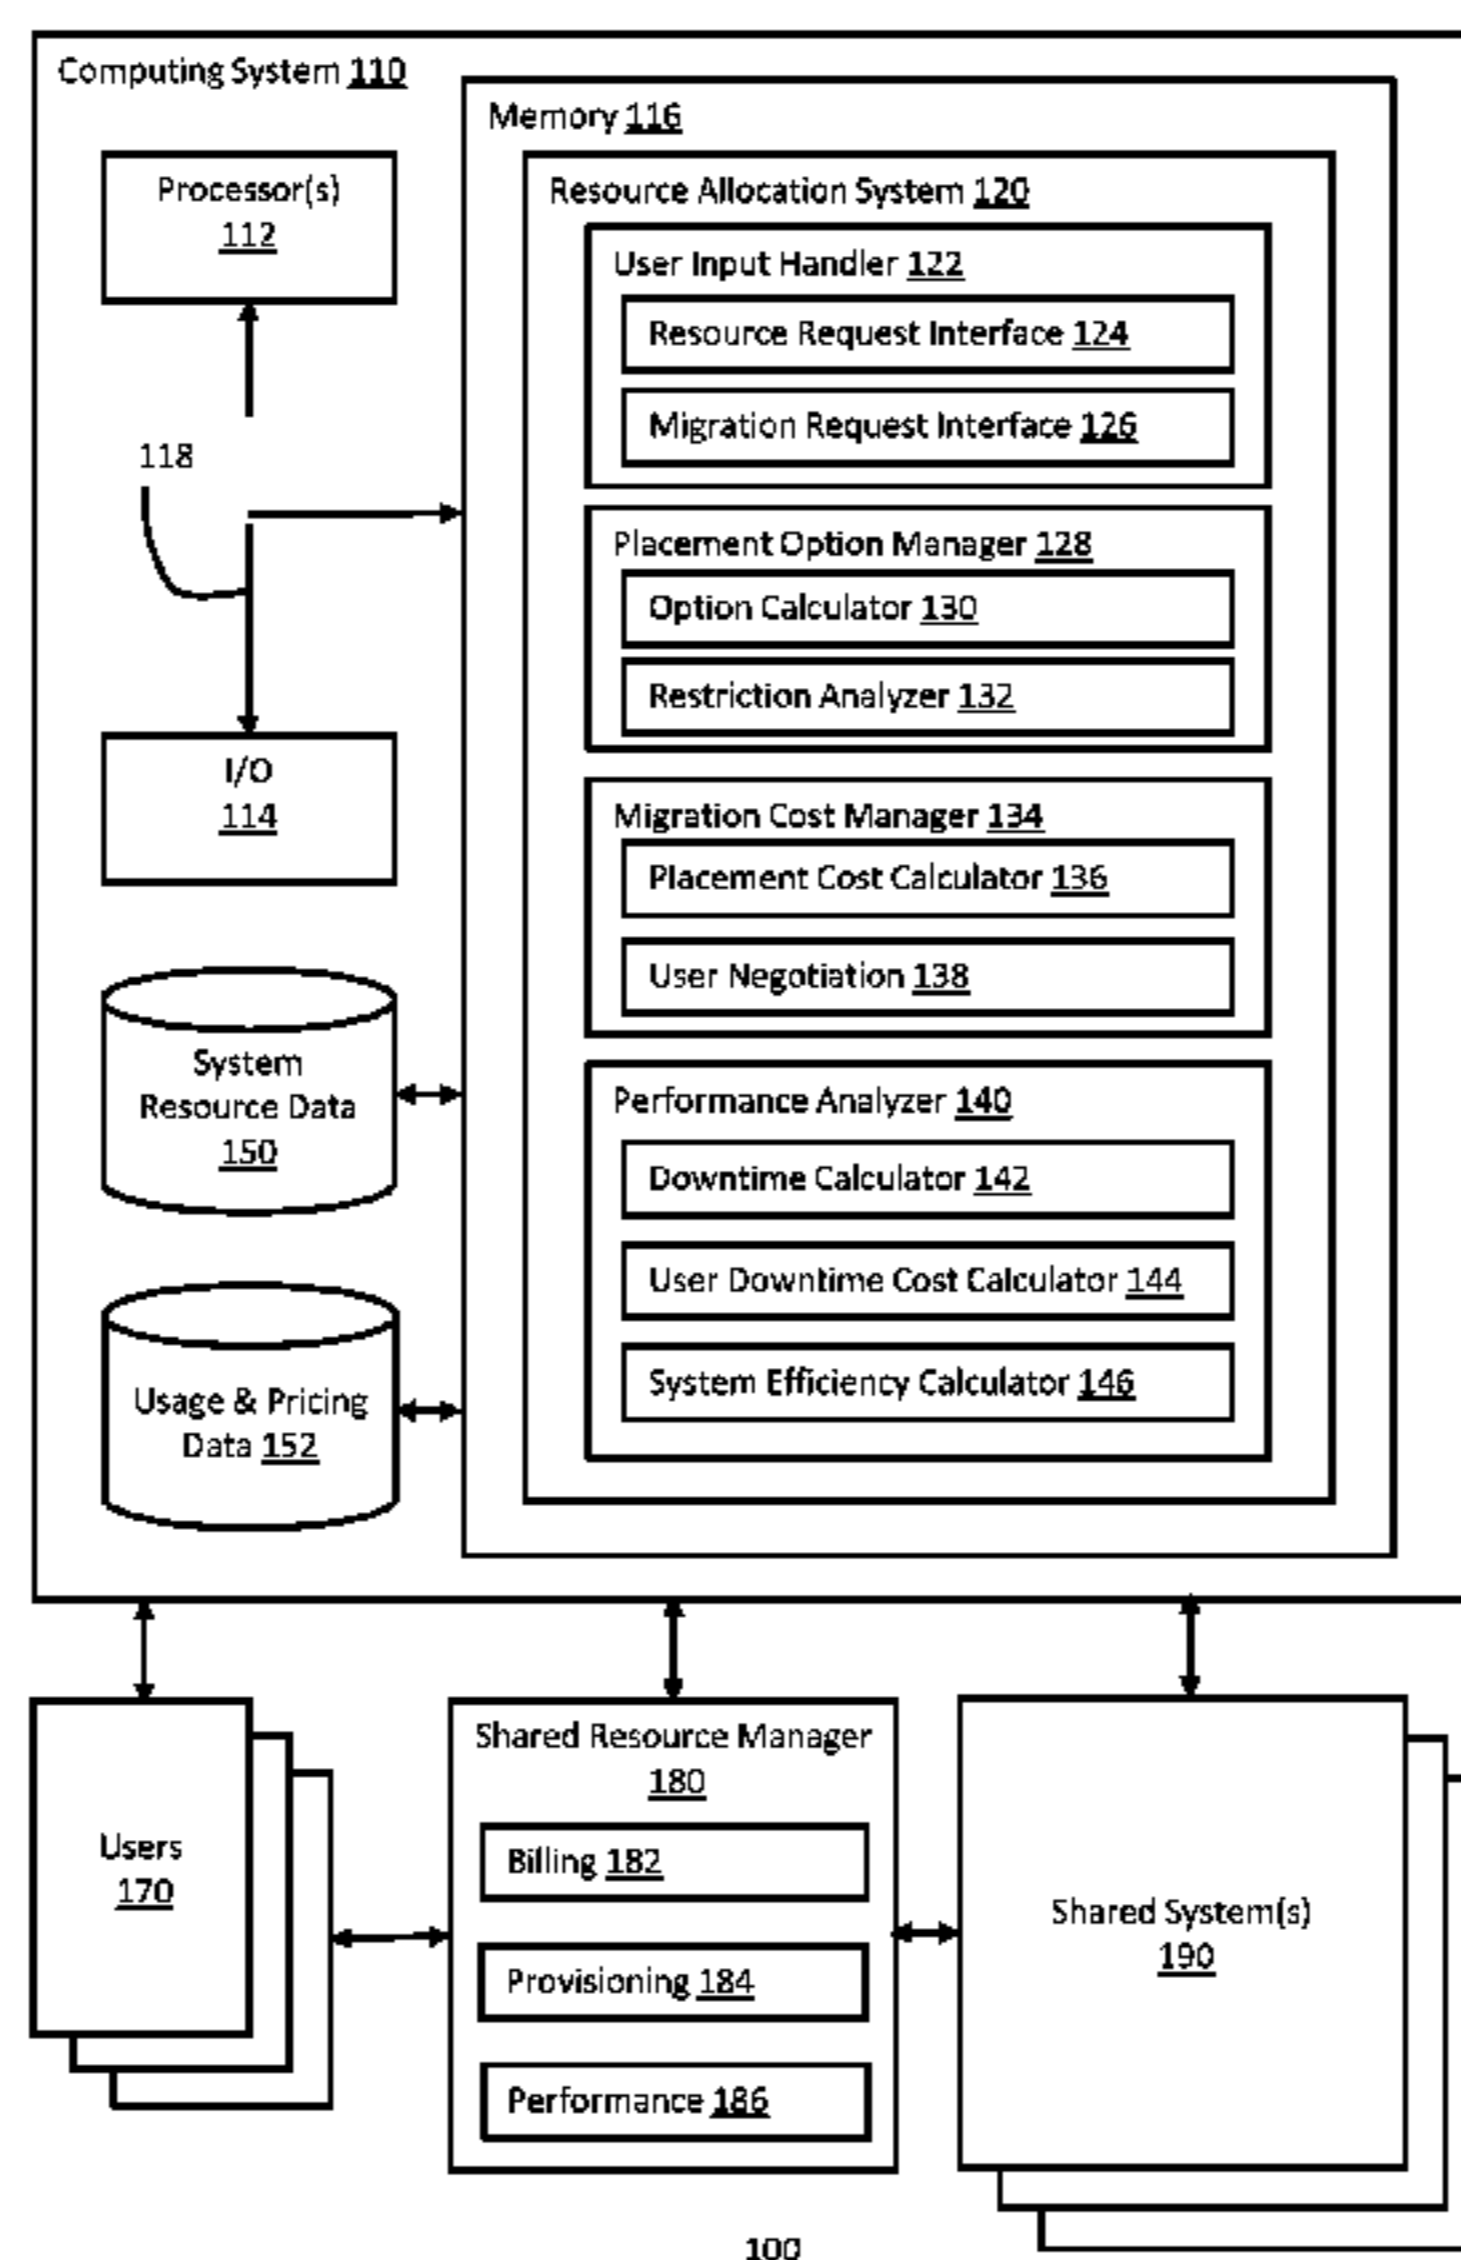 Computing System 110
Memory 116
Processor(s)
112
Resource Allocation System 120
User Input Handler 122
Resource Request Interface 124
Migration Request Interface 126
118
Placement Option Manager 128
Option Calculator 130
Restriction Analyzer 132
I/O
114
Migration Cost Manager 134
Placement Cost Calculator 136
User Negotiation 138
System
Resource Data
150
Performance Analyzer 140
Downtime Calculator 142
User Downtime Cost Calculator 144
System Efficiency Calculator 146
Usage & Pricing
Data 152
Users
170
Shared Resource Manager
180
Billing 182
Provisioning 184
Performance 186
Shared System(s)
190
100